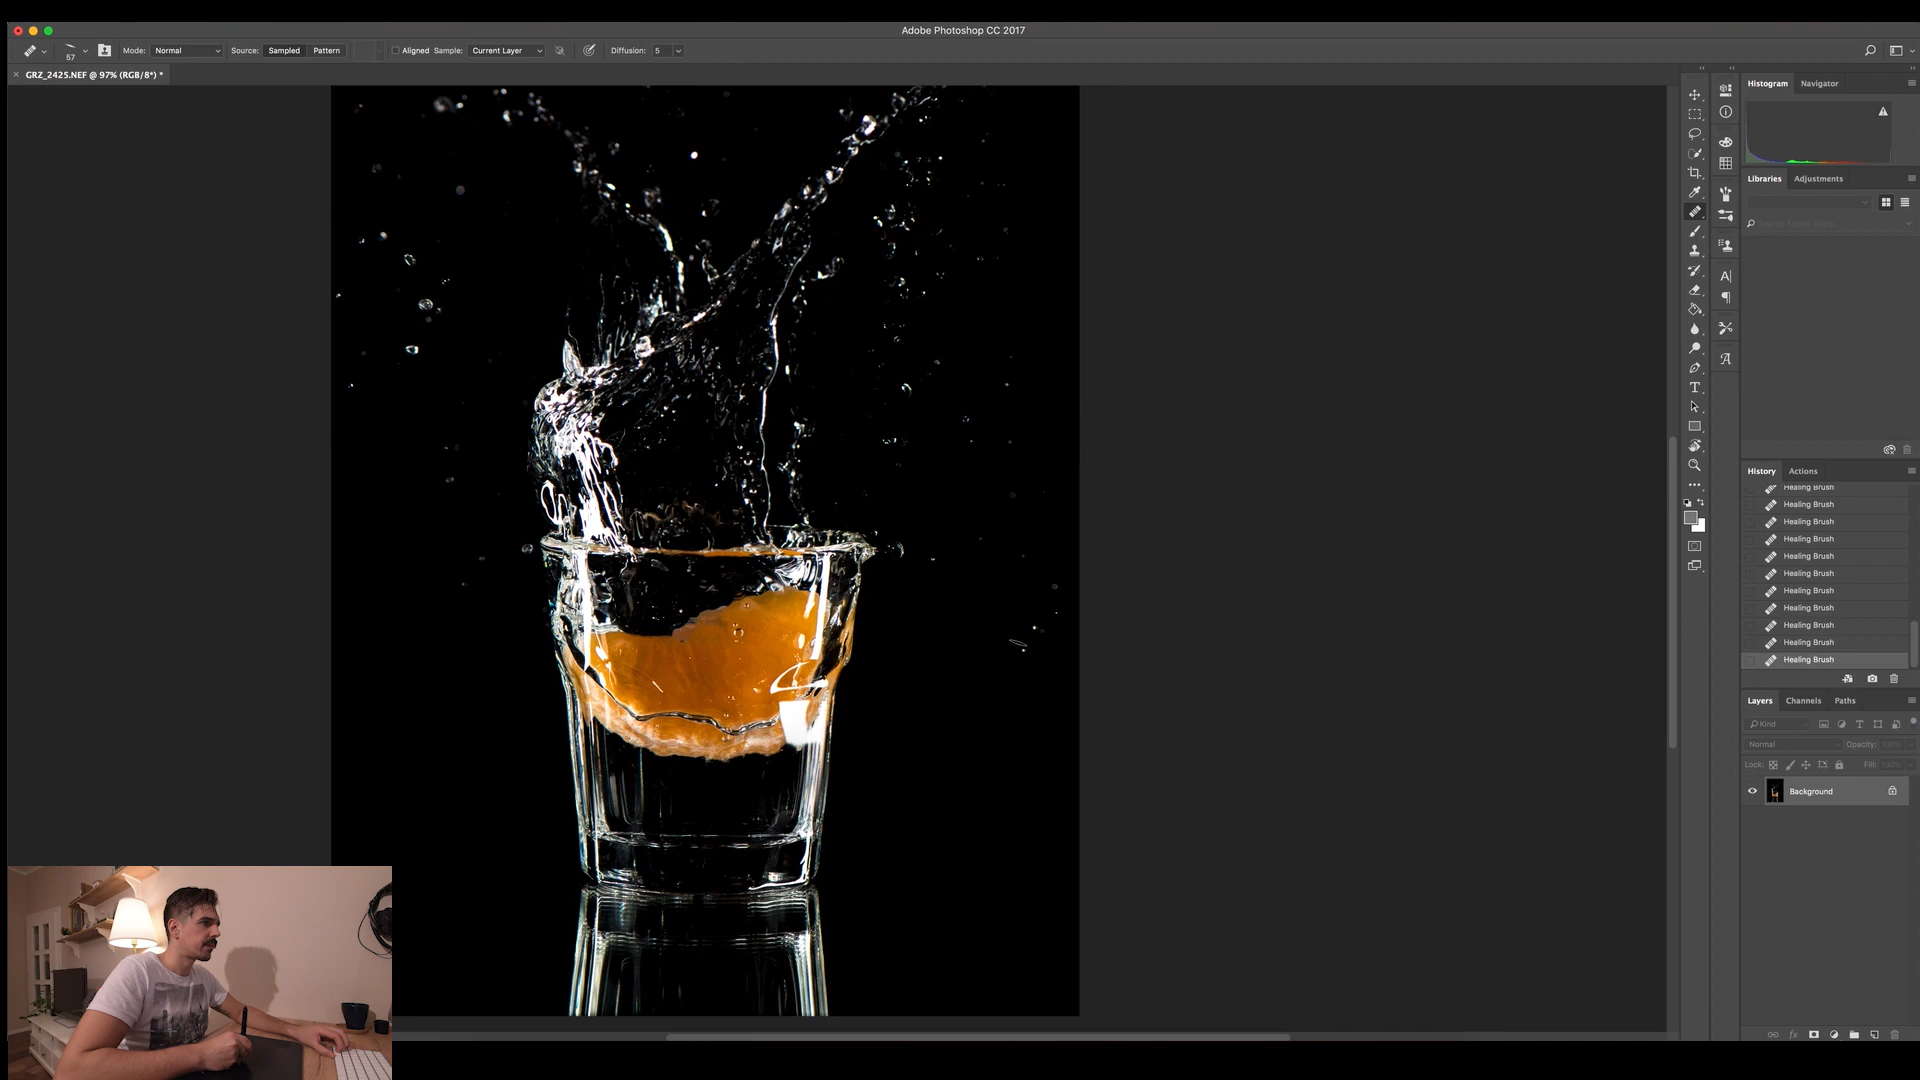 Adobe Photoshop CC 2017
57
Mode: Normal Source: Sampled Pattern Aligned Sample: Current Layer Diffusion: 5
× GRZ_2425.NEF @ 97% (RGB/8*) *
Histogram Navigator
Libraries Adjustments
History Actions
Healing Brush
Healing Brush
Healing Brush
Healing Brush
Healing Brush
Healing Brush
Healing Brush
Healing Brush
Healing Brush
Healing Brush
Healing Brush
Layers Channels Paths
Kind
Normal Opacity: 100%
Lock: Fill: 100%
Background